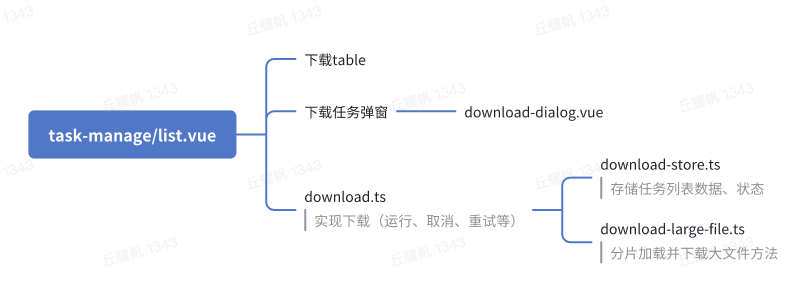 下载table
下载任务弹窗
download-dialog.vue
task-manage/list.vue
download.ts
实现下载（运行、取消、重试等）
download-store.ts
存储任务列表数据、状态
download-large-file.ts
分片加载并下载大文件方法
丘耀帆 1343